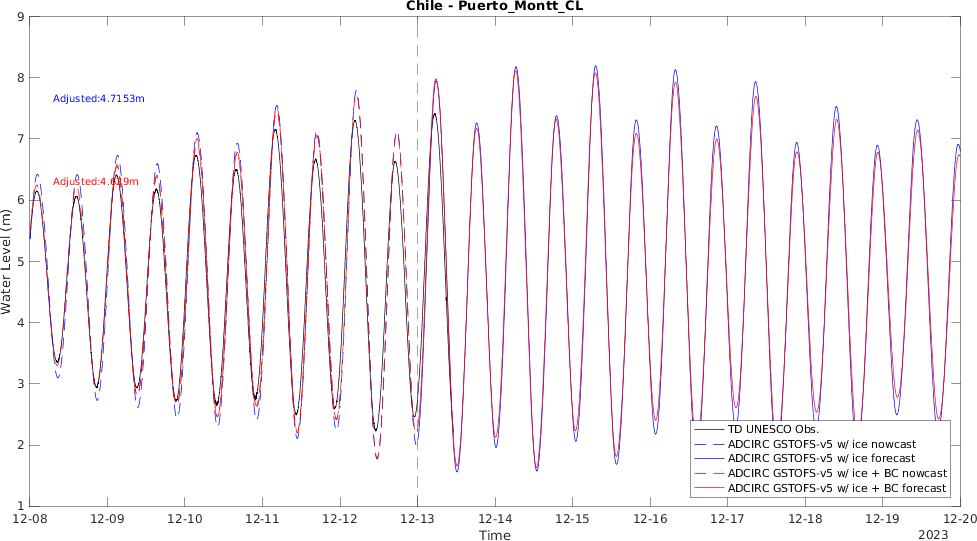 Chile - Puerto_Montt_CL
9
8
7
6
5
4
3
2
1
Water Level (m)
Adjusted:4.7153m
Adjusted:4.629m
TD UNESCO Obs.
ADCIRC GSTOFS-v5 w/ ice nowcast
ADCIRC GSTOFS-v5 w/ ice forecast
ADCIRC GSTOFS-v5 w/ ice + BC nowcast
ADCIRC GSTOFS-v5 w/ ice + BC forecast
12-08 12-09 12-10 12-11 12-12 12-13 12-14 12-15 12-16 12-17 12-18 12-19 12-20
Time
2023